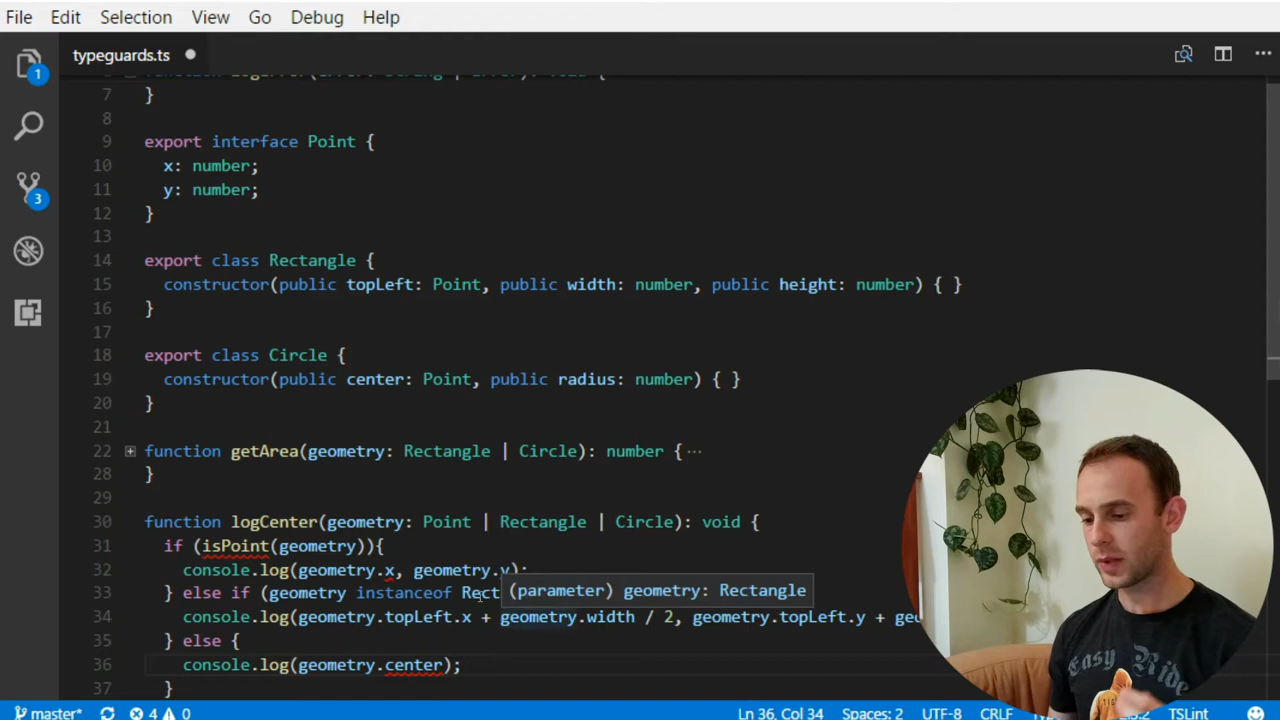 File Edit Selection View Go Debug Help
typeguards.ts
1
7 }
8
9 export interface Point {
10 x: number;
11 y: number;
12 }
13
14 export class Rectangle {
15 constructor(public topLeft: Point, public width: number, public height: number) { }
16 }
17
18 export class Circle {
19 constructor(public center: Point, public radius: number) { }
20 }
21
22 function getArea(geometry: Rectangle | Circle): number { ...
28 }
29
30 function logCenter(geometry: Point | Rectangle | Circle): void {
31 if (isPoint(geometry)){
32 console.log(geometry.x, geometry.y);
33 } else if (geometry instanceof Rect
(parameter) geometry: Rectangle
34 console.log(geometry.topLeft.x + geometry.width / 2, geometry.topLeft.y + geo
35 } else {
36 console.log(geometry.center);
37 }
3
Easy Ride
master* 4 0 Ln 36, Col 34 Spaces: 2 UTF-8 CRLF TSLint